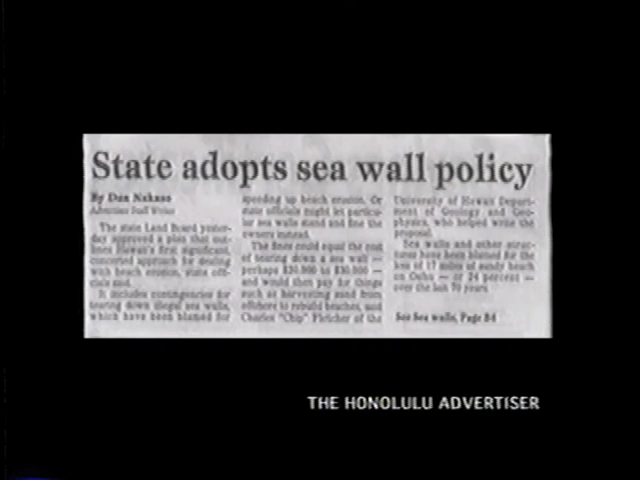 State adopts sea wall policy
By Dan Nakaso
Advertiser Staff Writer
The state Land Board yester-
day approved a plan that out-
lines Hawaii's first significant,
concerted approach for dealing
with beach erosion, state offi-
cials said.
It includes contingencies for
tearing down illegal sea walls,
which have been blamed for
speeding up beach erosion. Or
state officials might let particu-
lar sea walls stand and fine the
owners instead.
The fines could equal the cost
of tearing down a sea wall —
perhaps $20,000 to $30,000 —
and would then pay for things
such as harvesting sand from
offshore to rebuild beaches, said
Charles "Chip" Fletcher of the
University of Hawaii Depart-
ment of Geology and Geo-
physics, who helped write the
proposal.
Sea walls and other struc-
tures have been blamed for the
loss of 17 miles of sandy beach
on Oahu — or 24 percent —
over the last 70 years.
See Sea walls, Page B4
THE HONOLULU ADVERTISER